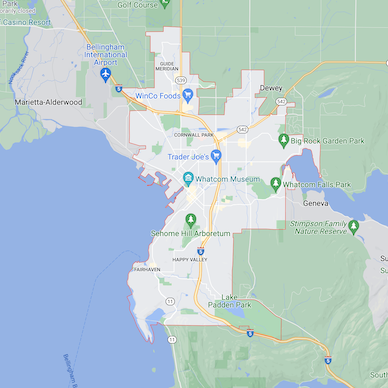 Golf Course
Casino Resort
Bellingham
International
Airport
GUIDE
MERIDIAN
539
5
WinCo Foods
Dewey
542
Marietta-Alderwood
CORNWALL PARK
542
Big Rock Garden Park
Trader Joe's
Whatcom Museum
Whatcom Falls Park
Geneva
Stimpson Family
Nature Reserve
Sehome Hill Arboretum
5
HAPPY VALLEY
FAIRHAVEN
Lake
Padden Park
11
5
5
11
Bellingham B
South